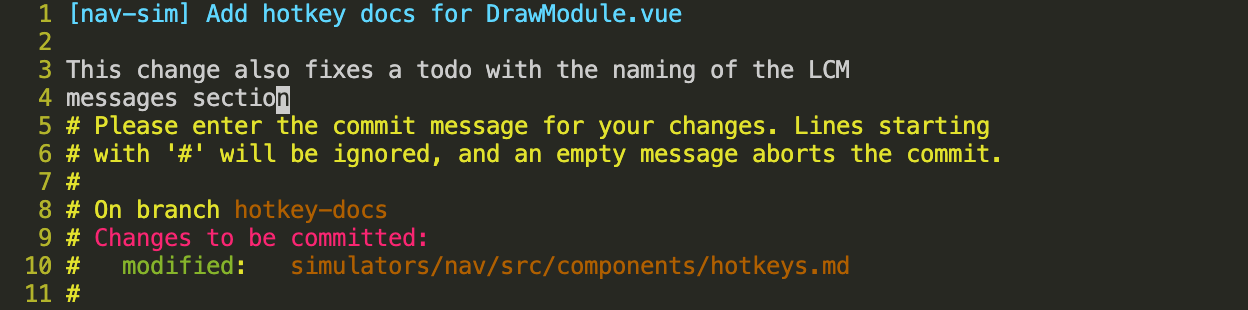 1 [nav-sim] Add hotkey docs for DrawModule.vue
2
3 This change also fixes a todo with the naming of the LCM
4 messages section
5 # Please enter the commit message for your changes. Lines starting
6 # with '#' will be ignored, and an empty message aborts the commit.
7 #
8 # On branch hotkey-docs
9 # Changes to be committed:
10 #   modified:   simulators/nav/src/components/hotkeys.md
11 #